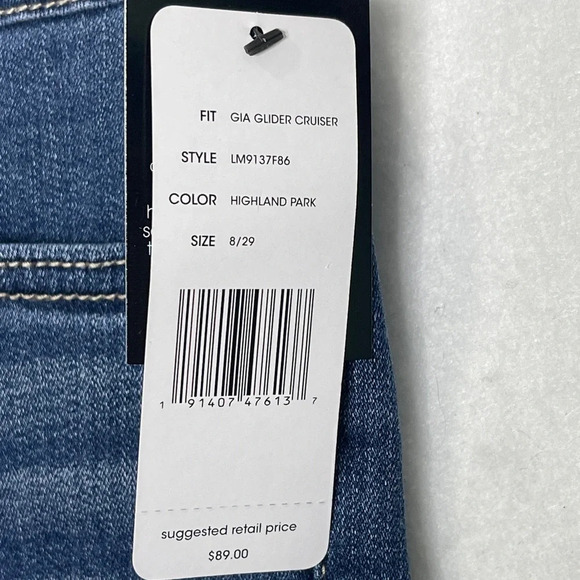 FIT GIA GLIDER CRUISER
STYLE LM9137F86
COLOR HIGHLAND PARK
SIZE 8/29
1 91407 47613 7
suggested retail price
$89.00